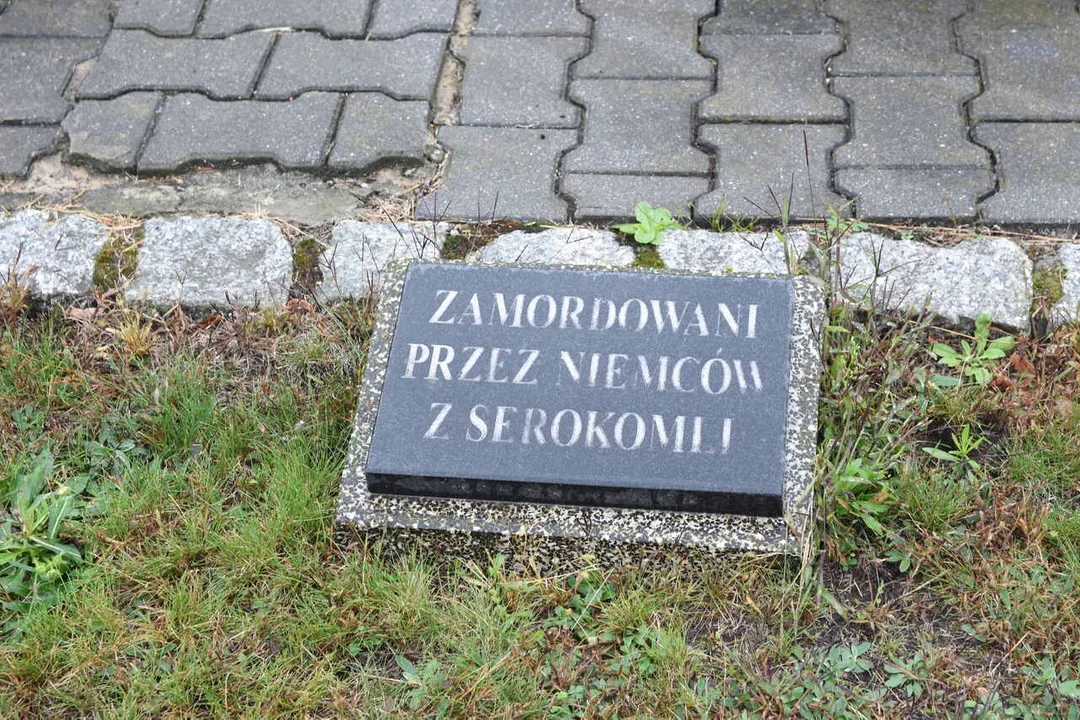 ZAMORDOWANI
PRZEZ NIEMCÓW
Z SEROKOMLI